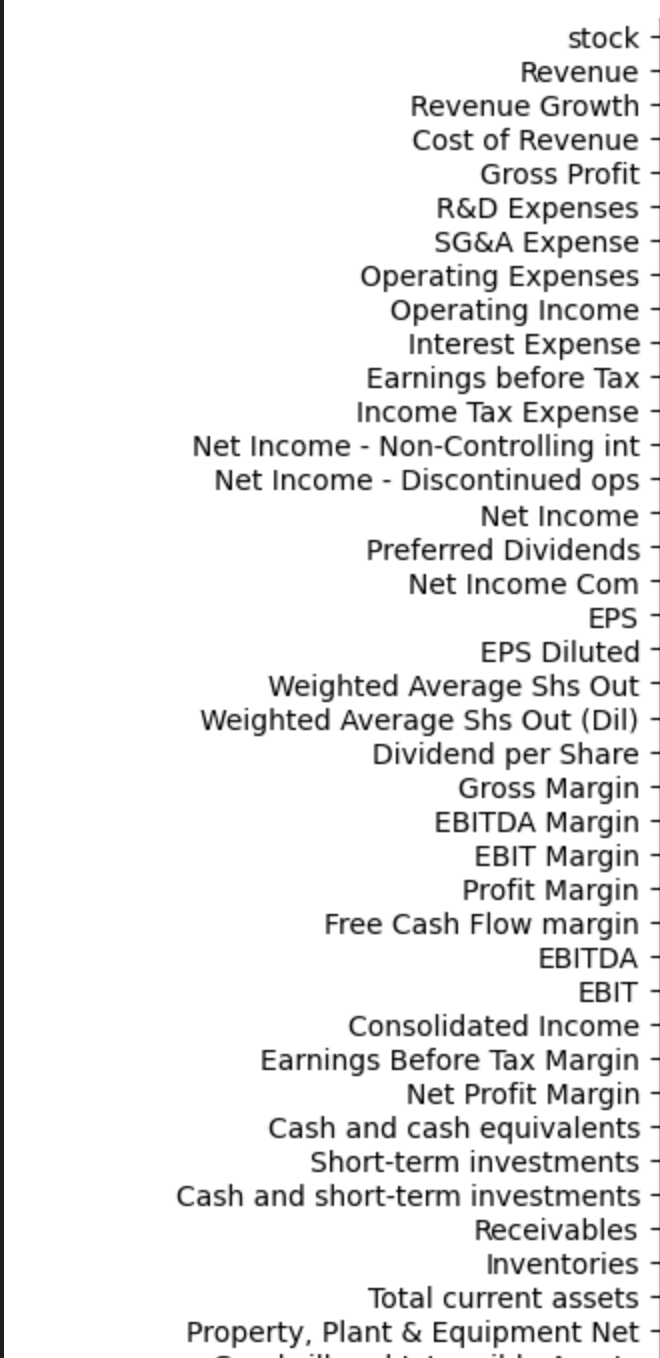 stock
Revenue
Revenue Growth
Cost of Revenue
Gross Profit
R&D Expenses
SG&A Expense
Operating Expenses
Operating Income
Interest Expense
Earnings before Tax
Income Tax Expense
Net Income - Non-Controlling int
Net Income - Discontinued ops
Net Income
Preferred Dividends
Net Income Com
EPS
EPS Diluted
Weighted Average Shs Out
Weighted Average Shs Out (Dil)
Dividend per Share
Gross Margin
EBITDA Margin
EBIT Margin
Profit Margin
Free Cash Flow margin
EBITDA
EBIT
Consolidated Income
Earnings Before Tax Margin
Net Profit Margin
Cash and cash equivalents
Short-term investments
Cash and short-term investments
Receivables
Inventories
Total current assets
Property, Plant & Equipment Net